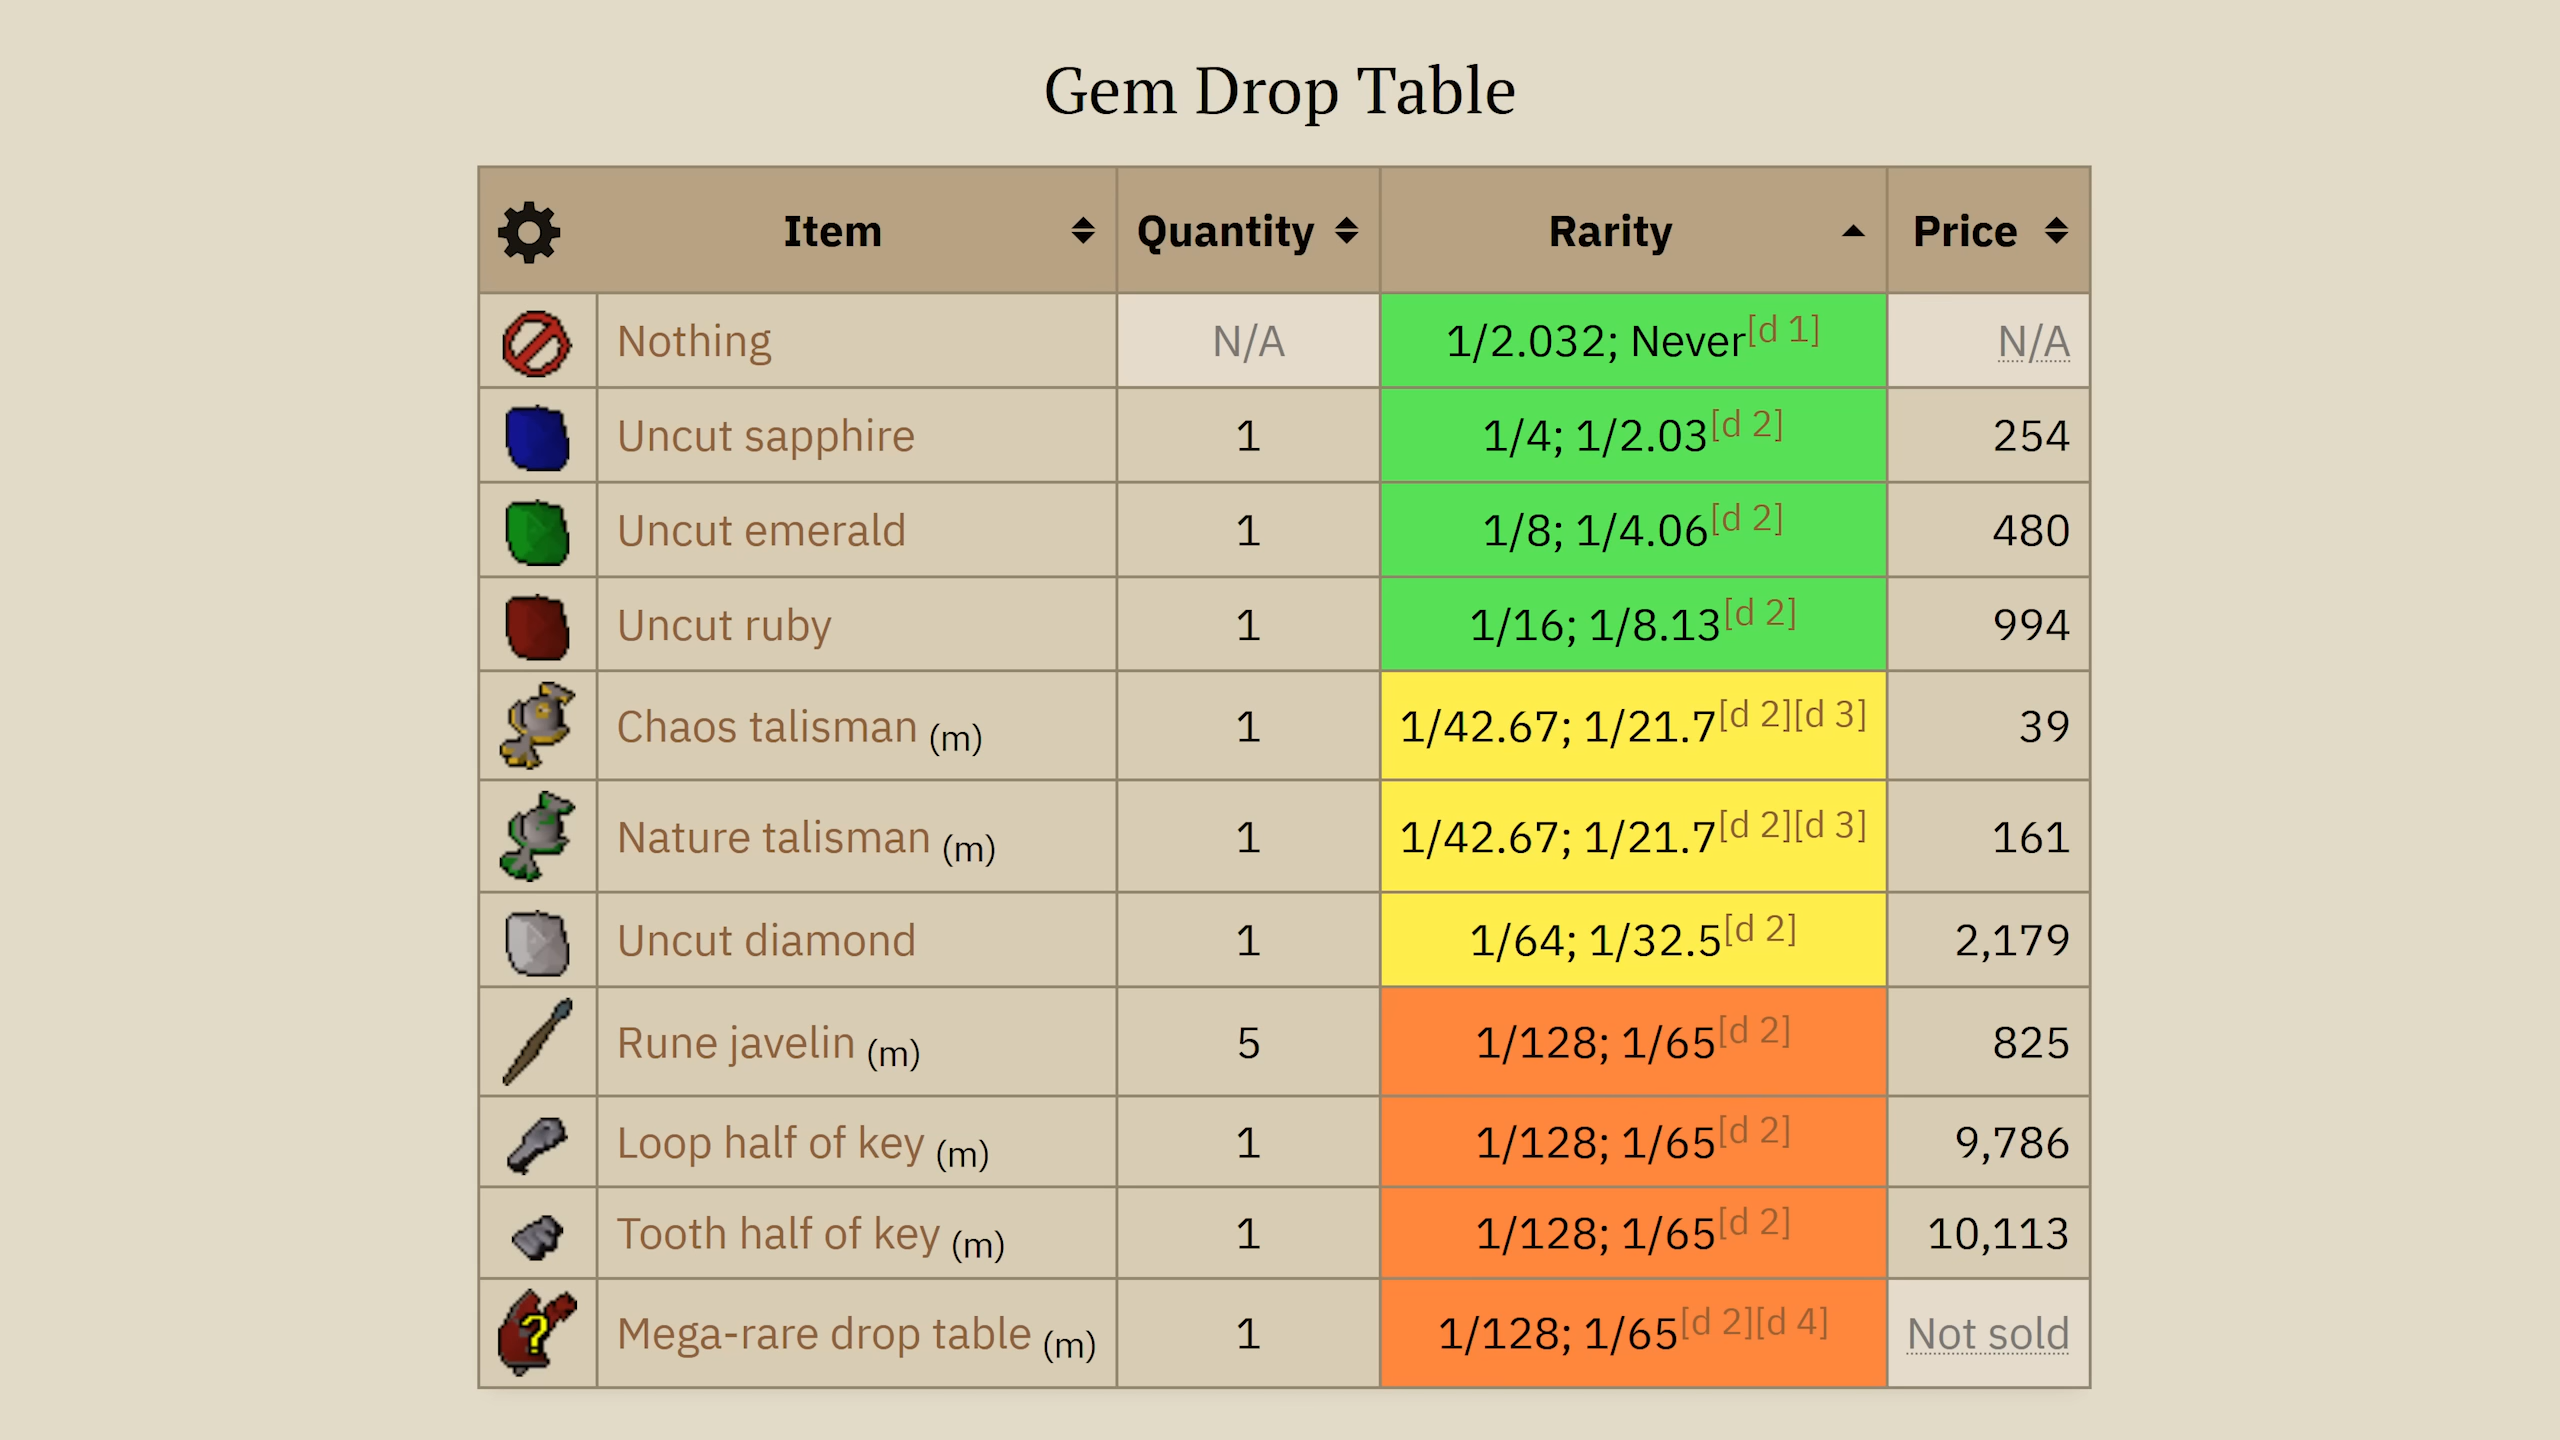 Gem Drop Table
Item Quantity Rarity Price
Nothing N/A 1/2.032; Never[d 1] N/A
Uncut sapphire 1 1/4; 1/2.03[d 2] 254
Uncut emerald 1 1/8; 1/4.06[d 2] 480
Uncut ruby 1 1/16; 1/8.13[d 2] 994
Chaos talisman (m) 1 1/42.67; 1/21.7[d 2][d 3] 39
Nature talisman (m) 1 1/42.67; 1/21.7[d 2][d 3] 161
Uncut diamond 1 1/64; 1/32.5[d 2] 2,179
Rune javelin (m) 5 1/128; 1/65[d 2] 825
Loop half of key (m) 1 1/128; 1/65[d 2] 9,786
Tooth half of key (m) 1 1/128; 1/65[d 2] 10,113
? Mega-rare drop table (m) 1 1/128; 1/65[d 2][d 4] Not sold